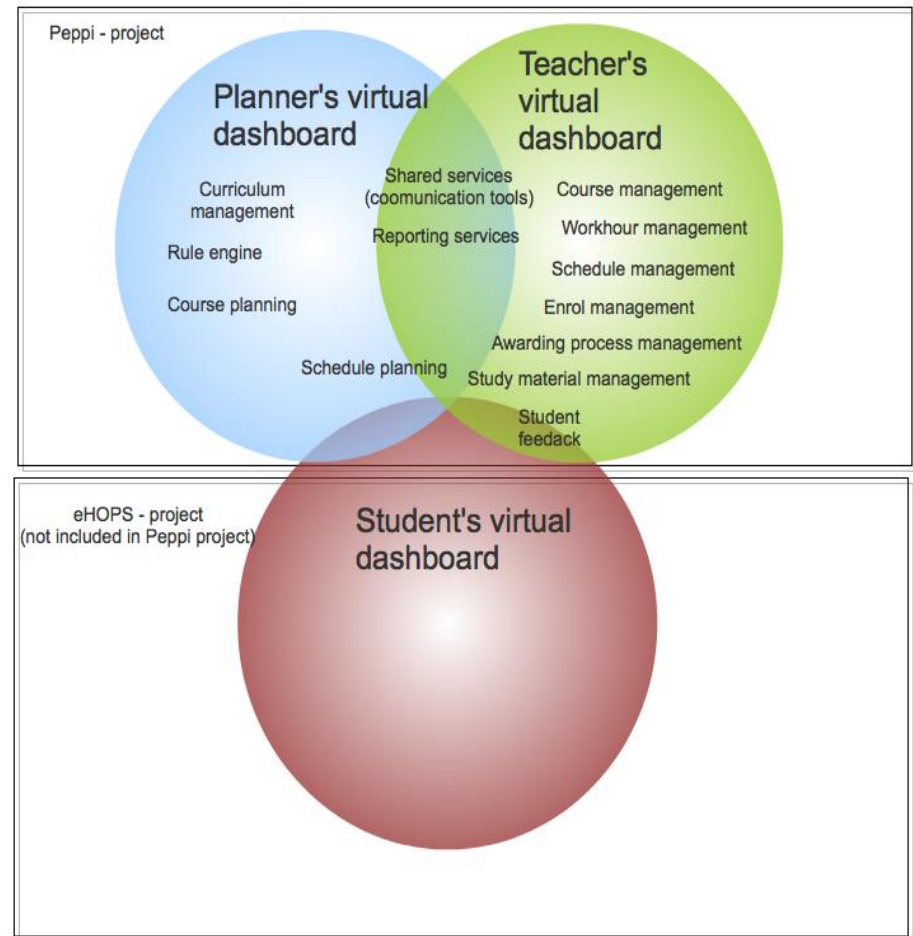 Peppi - project
Planner's virtual
dashboard
Teacher's
virtual
dashboard
Curriculum
management
Rule engine
Course planning
Schedule planning
Shared services
(coomunication tools)
Reporting services
Course management
Workhour management
Schedule management
Enrol management
Awarding process management
Study material management
Student
feedack
eHOPS - project
(not included in Peppi project)
Student's virtual
dashboard